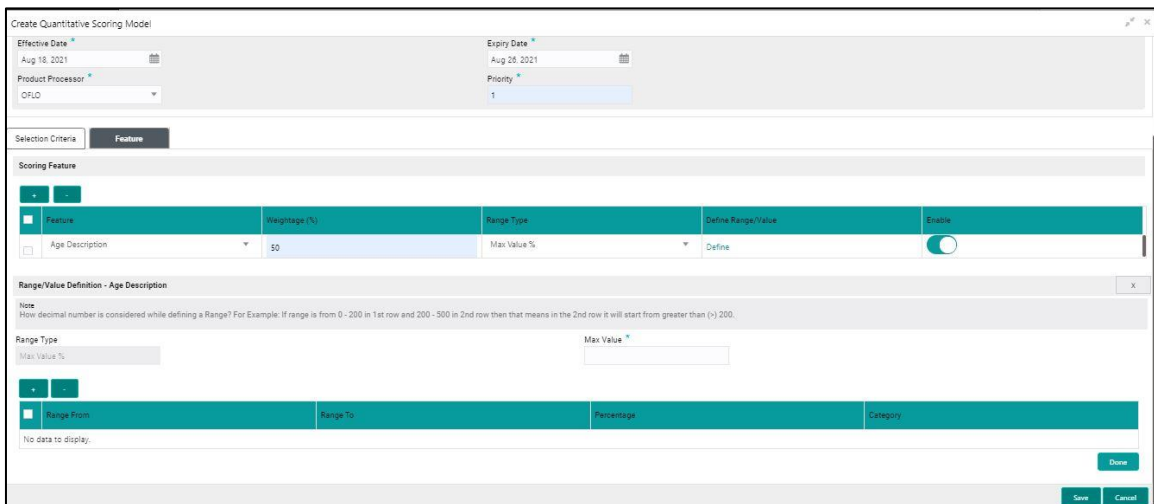 Create Quantitative Scoring Model
Effective Date *
Expiry Date *
Aug 18, 2021
Aug 26, 2021
Product Processor *
Priority *
OFLO
1
Selection Criteria
Feature
Scoring Feature
+ -
Feature Weightage (%) Range Type Define Range/Value Enable
Age Description 50 Max Value % Define
Range/Value Definition - Age Description
X
Note
How decimal number is considered while defining a Range? For Example: If range is from 0 - 200 in 1st row and 200 - 500 in 2nd row then that means in the 2nd row it will start from greater than (>) 200.
Range Type
Max Value *
Max Value %
+ -
Range From Range To Percentage Category
No data to display.
Done
Save Cancel